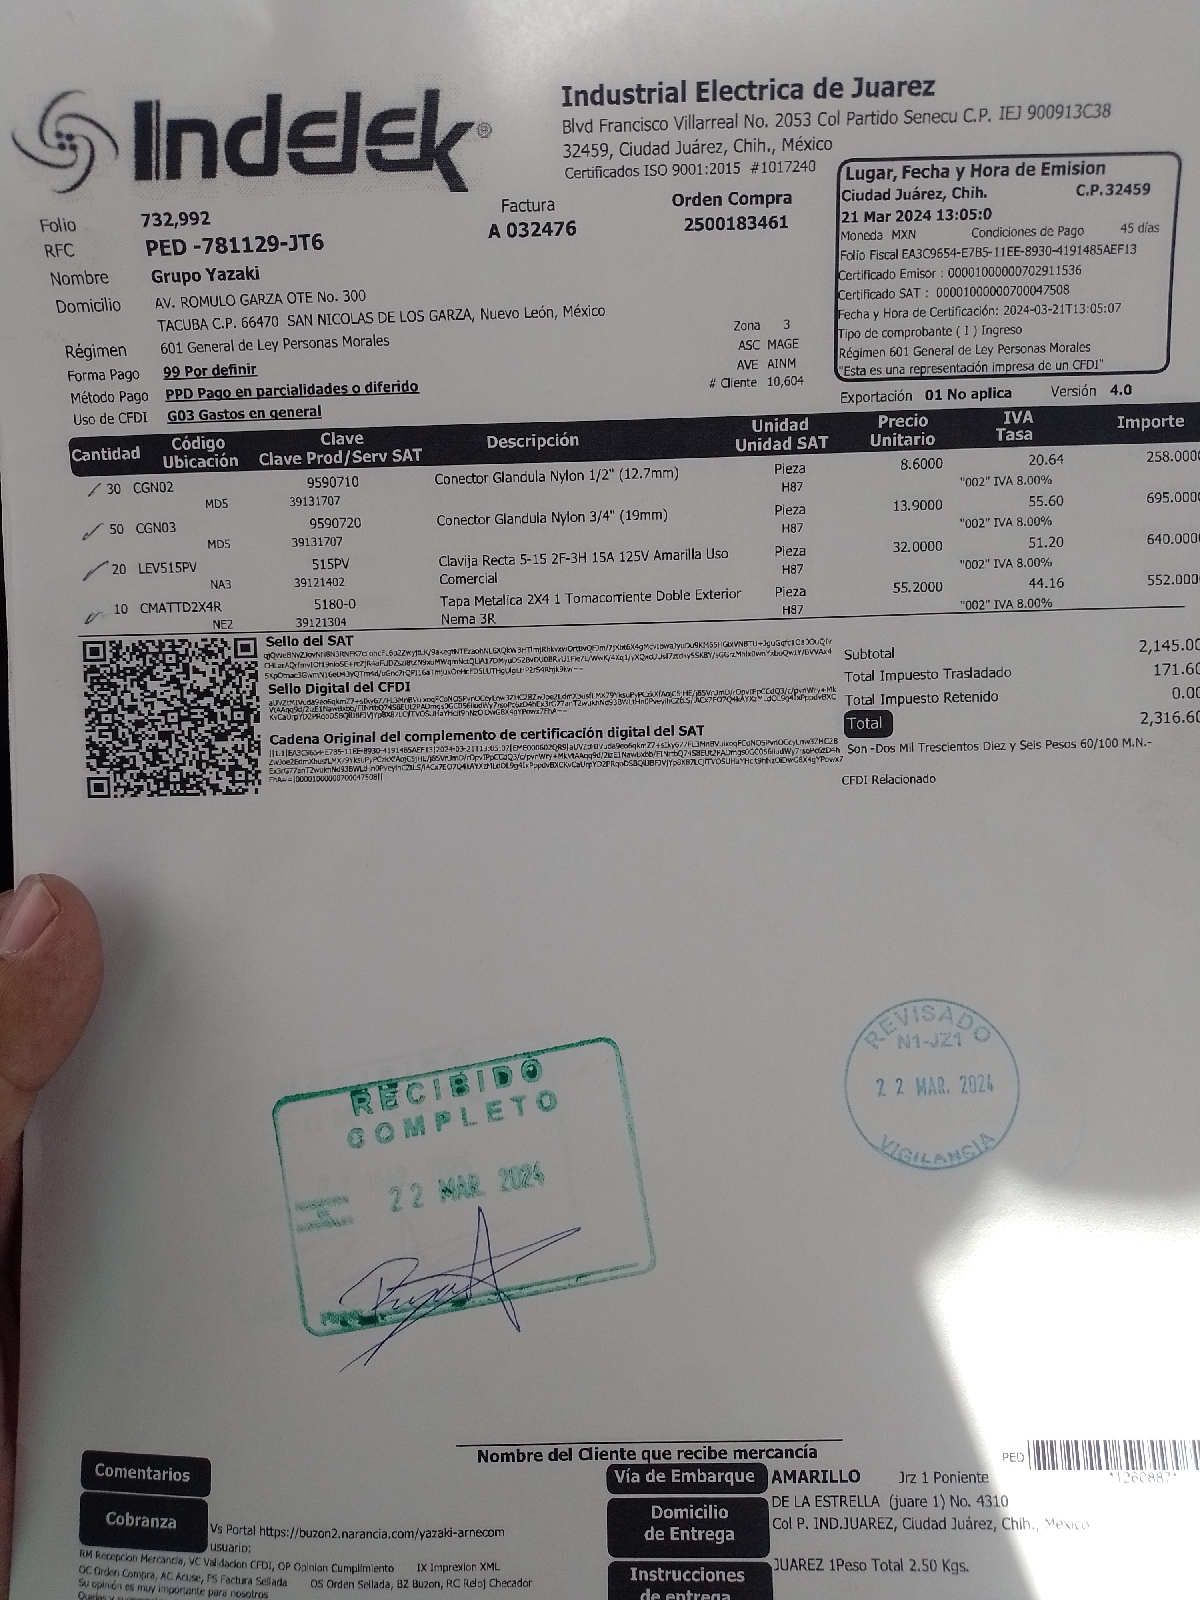 Indelek®
Industrial Electrica de Juarez
Blvd Francisco Villarreal No. 2053 Col Partido Senecu C.P. IEJ 900913C38
32459, Ciudad Juárez, Chih., México
Certificados ISO 9001:2015 #1017240
Lugar, Fecha y Hora de Emision
Ciudad Juárez, Chih. C.P.32459
21 Mar 2024 13:05:0
Moneda MXN Condiciones de Pago 45 días
Folio Fiscal EA3C9654-E7B5-11EE-8930-4191485AEF13
Certificado Emisor : 00001000000702911536
Certificado SAT : 00001000000700047508
Fecha y Hora de Certificación: 2024-03-21T13:05:07
Tipo de comprobante ( I ) Ingreso
Régimen 601 General de Ley Personas Morales
"Esta es una representación impresa de un CFDI"
Exportación 01 No aplica Versión 4.0
Folio 732,992
Factura
A 032476
Orden Compra
2500183461
RFC PED -781129-JT6
Nombre Grupo Yazaki
Domicilio AV. ROMULO GARZA OTE No. 300
TACUBA C.P. 66470 SAN NICOLAS DE LOS GARZA, Nuevo León, México
Régimen 601 General de Ley Personas Morales
Forma Pago 99 Por definir
Método Pago PPD Pago en parcialidades o diferido
Uso de CFDI G03 Gastos en general
Zona 3
ASC MAGE
AVE AINM
# Cliente 10,604
Cantidad Código Ubicación Clave Clave Prod/Serv SAT Descripción Unidad Unidad SAT Precio Unitario IVA Tasa Importe
30 CGN02 9590710 Conector Glandula Nylon 1/2" (12.7mm) Pieza 8.6000 20.64 258.000
MD5 39131707 H87 "002" IVA 8.00%
50 CGN03 9590720 Conector Glandula Nylon 3/4" (19mm) Pieza 13.9000 55.60 695.000
MD5 39131707 H87 "002" IVA 8.00%
20 LEV515PV 515PV Clavija Recta 5-15 2F-3H 15A 125V Amarilla Uso Pieza 32.0000 51.20 640.000
NA3 39121402 Comercial H87 "002" IVA 8.00%
10 CMATTD2X4R 5180-0 Tapa Metalica 2X4 1 Tomacorriente Doble Exterior Pieza 55.2000 44.16 552.000
NE2 39121304 Nema 3R H87 "002" IVA 8.00%
Sello del SAT
Sello Digital del CFDI
Cadena Original del complemento de certificación digital del SAT
Subtotal 2,145.00
Total Impuesto Trasladado 171.60
Total Impuesto Retenido 0.00
Total 2,316.60
Son -Dos Mil Trescientos Diez y Seis Pesos 60/100 M.N.-
CFDI Relacionado
RECIBIDO
COMPLETO
22 MAR 2024
REVISADO
N1-JZ1
22 MAR. 2024
VIGILANCIA
Nombre del Cliente que recibe mercancía
PED
*1260887*
Comentarios
Vía de Embarque AMARILLO Jrz 1 Poniente
Cobranza
Vs Portal https://buzon2.narancia.com/yazaki-arnecom
usuario:
Domicilio de Entrega
DE LA ESTRELLA (juare 1) No. 4310
Col P. IND.JUAREZ, Ciudad Juárez, Chih., México
RM Recepcion Mercancia, VC Validacion CFDI, OP Opinion Cumplimiento IX Imprexion XML
OC Orden Compra, AC Acuse, FS Factura Sellada OS Orden Sellada, BZ Buzon, RC Reloj Checador
Su opinión es muy importante para nosotros
Instrucciones de entrega
JUAREZ 1Peso Total 2.50 Kgs.